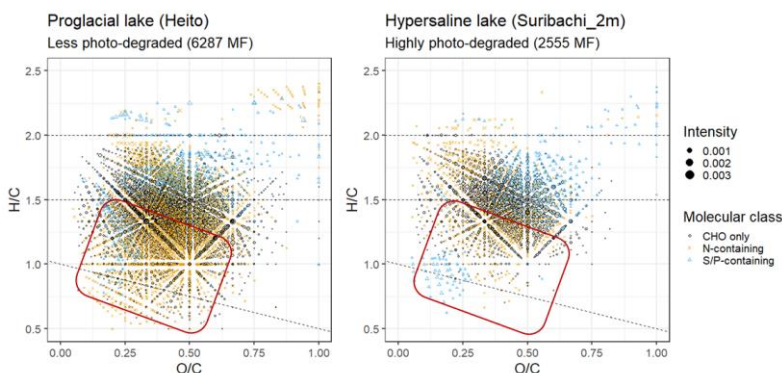 Proglacial lake (Heito)
Less photo-degraded (6287 MF)
Hypersaline lake (Suribachi_2m)
Highly photo-degraded (2555 MF)
H/C
2.5
2.0
1.5
1.0
0.5
0.00
0.25
0.50
0.75
1.00
O/C
H/C
2.5
2.0
1.5
1.0
0.5
0.00
0.25
0.50
0.75
1.00
O/C
Intensity
0.001
0.002
0.003
Molecular class
CHO only
N-containing
S/P-containing